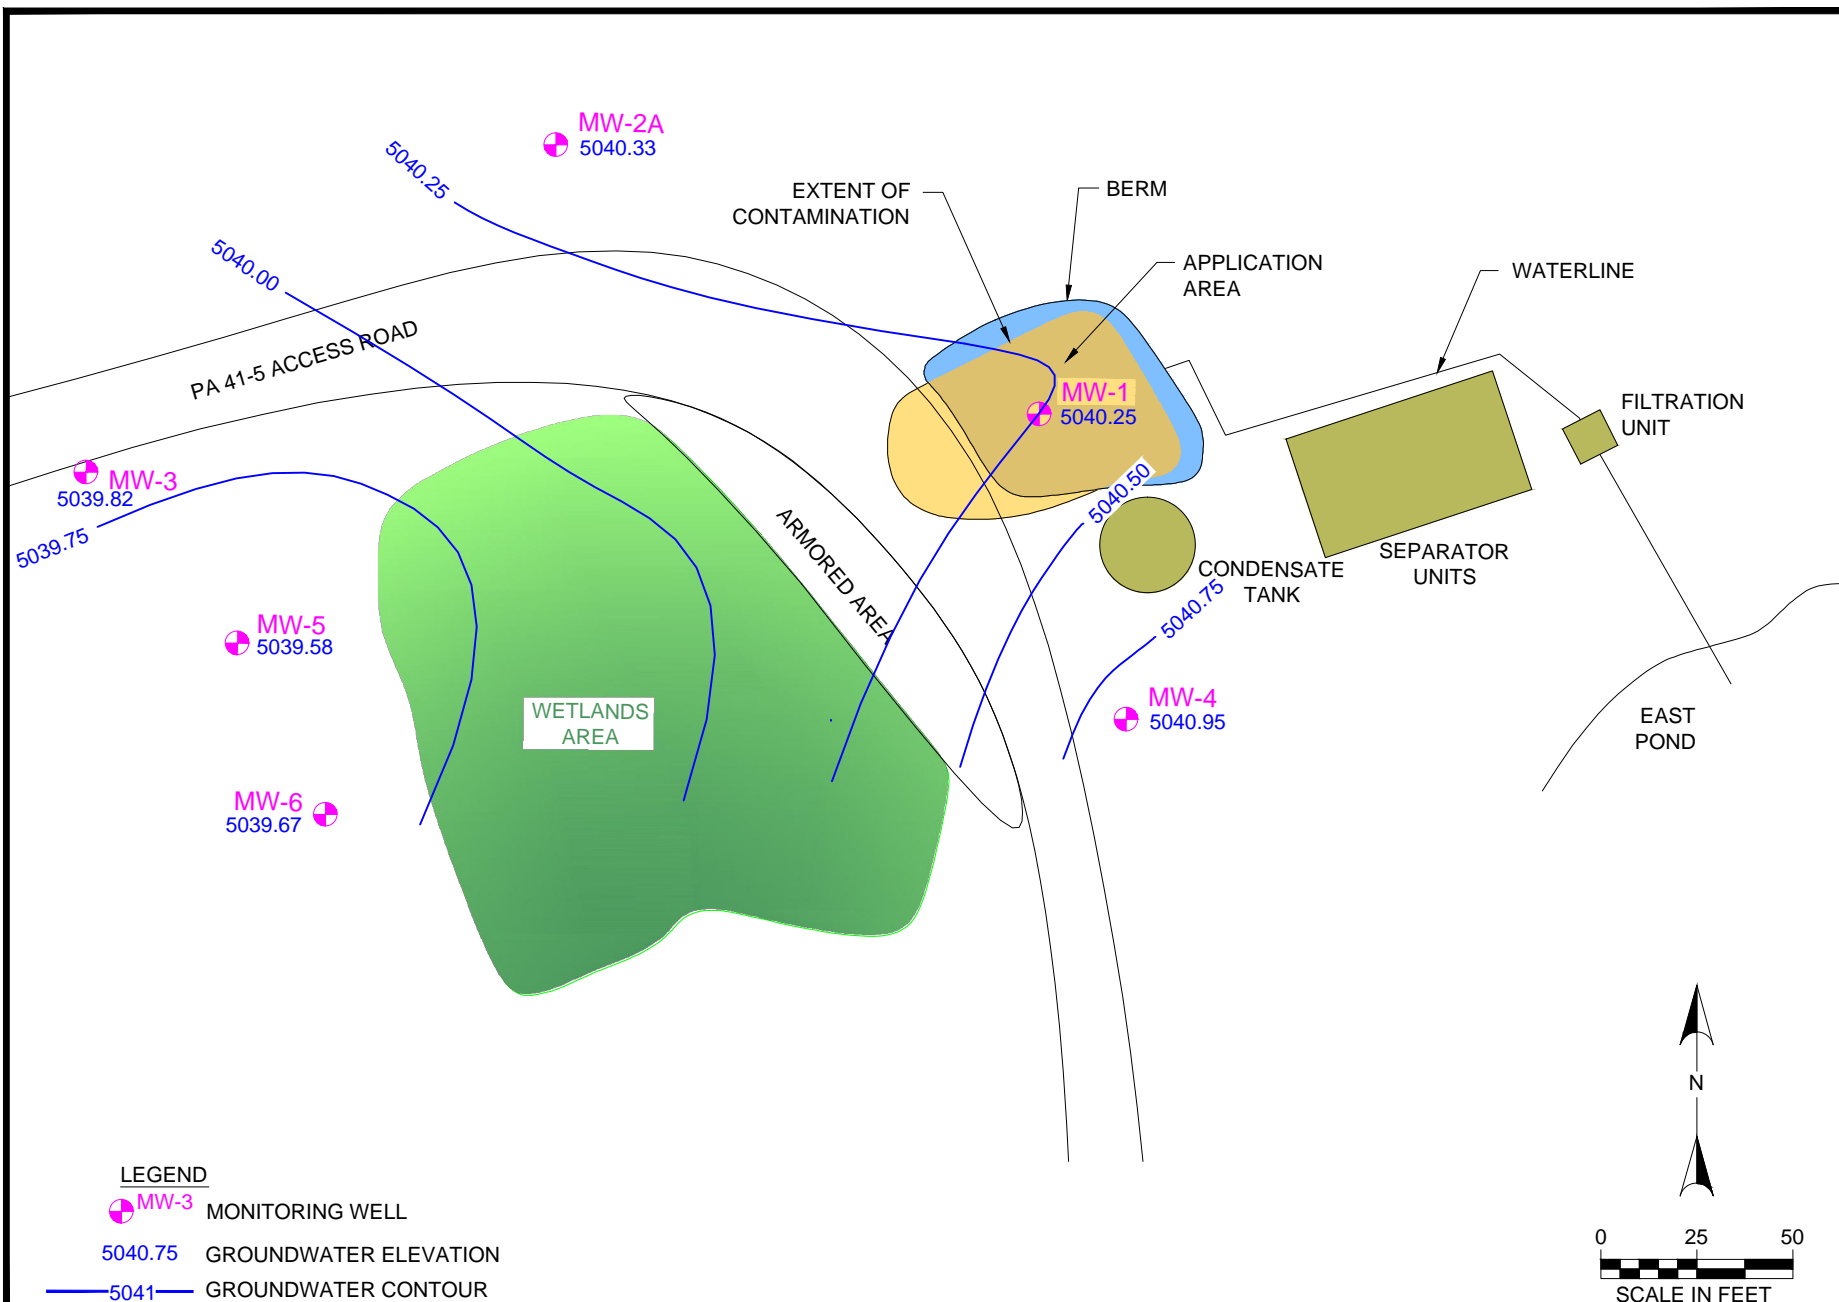 MW-2A
5040.33
5040.25
EXTENT OF
CONTAMINATION
BERM
5040.00
APPLICATION
AREA
WATERLINE
PA 41-5 ACCESS ROAD
MW-1
5040.25
FILTRATION
UNIT
MW-3
5039.82
5039.75
5040.50
ARMORED AREA
SEPARATOR
UNITS
CONDENSATE
TANK
5040.75
MW-5
5039.58
WETLANDS
AREA
MW-4
5040.95
EAST
POND
MW-6
5039.67
N
LEGEND
MW-3 MONITORING WELL
5040.75 GROUNDWATER ELEVATION
5041 GROUNDWATER CONTOUR
0 25 50
SCALE IN FEET